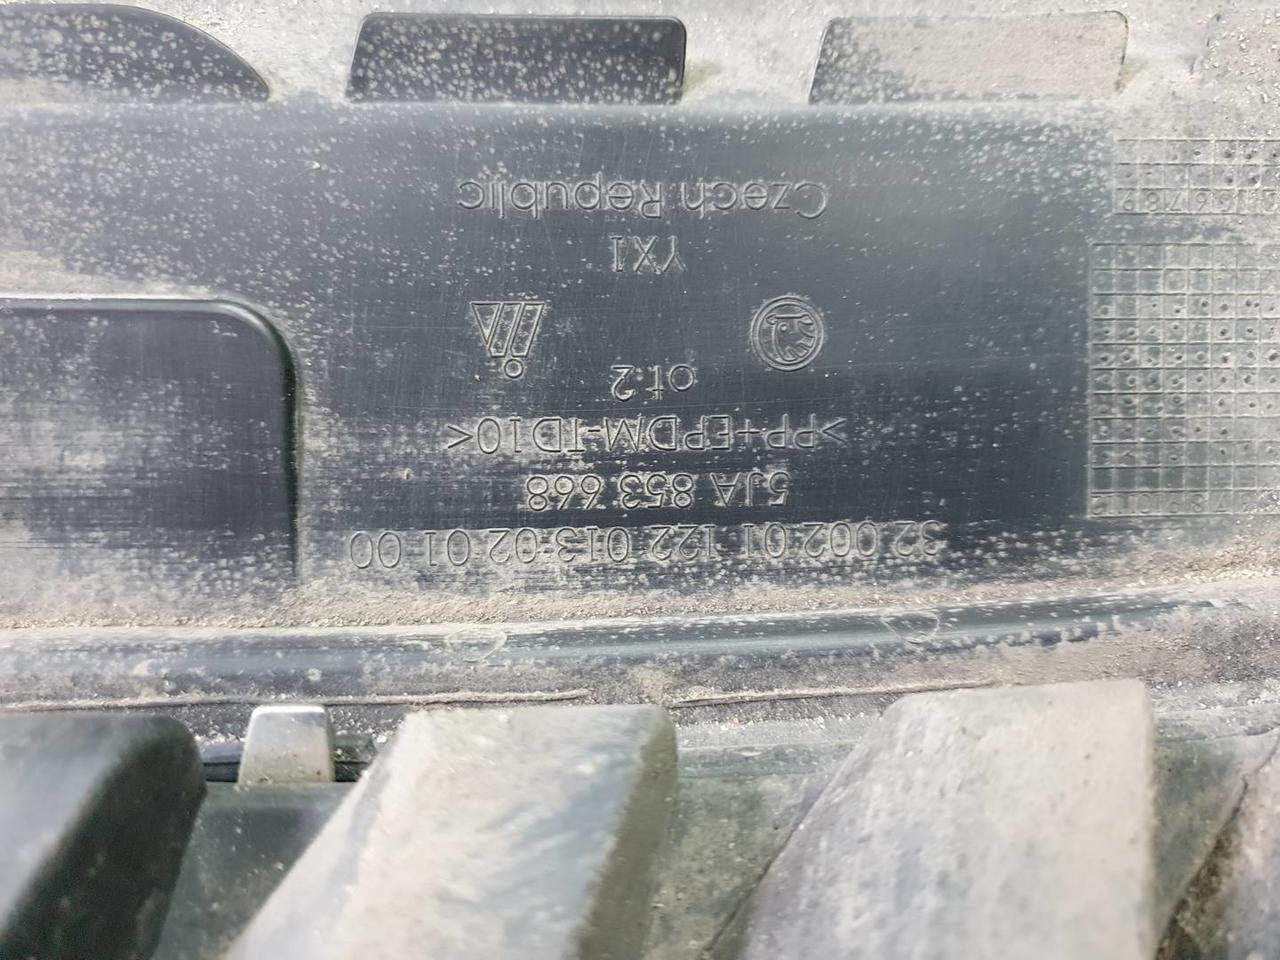 32 002 01 122 013 02 01 00
5JA 853 668
>PP+EPDM-TD10<
ot 2
YX1
Czech Republic